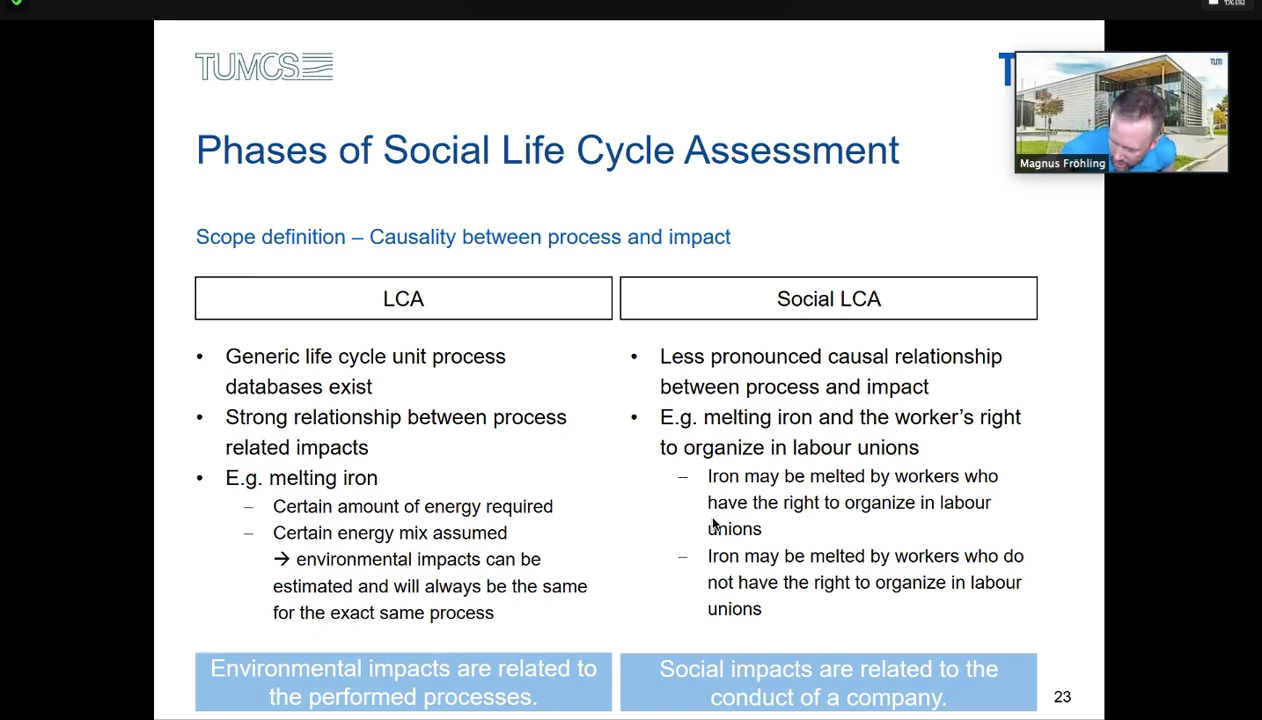 视图
TUMCS
TUM
Magnus Fröhling
Phases of Social Life Cycle Assessment
Scope definition – Causality between process and impact
LCA
• Generic life cycle unit process
databases exist
• Strong relationship between process
related impacts
• E.g. melting iron
– Certain amount of energy required
– Certain energy mix assumed
→ environmental impacts can be
estimated and will always be the same
for the exact same process
Environmental impacts are related to
the performed processes.
Social LCA
• Less pronounced causal relationship
between process and impact
• E.g. melting iron and the worker’s right
to organize in labour unions
– Iron may be melted by workers who
have the right to organize in labour
unions
– Iron may be melted by workers who do
not have the right to organize in labour
unions
Social impacts are related to the
conduct of a company.
23